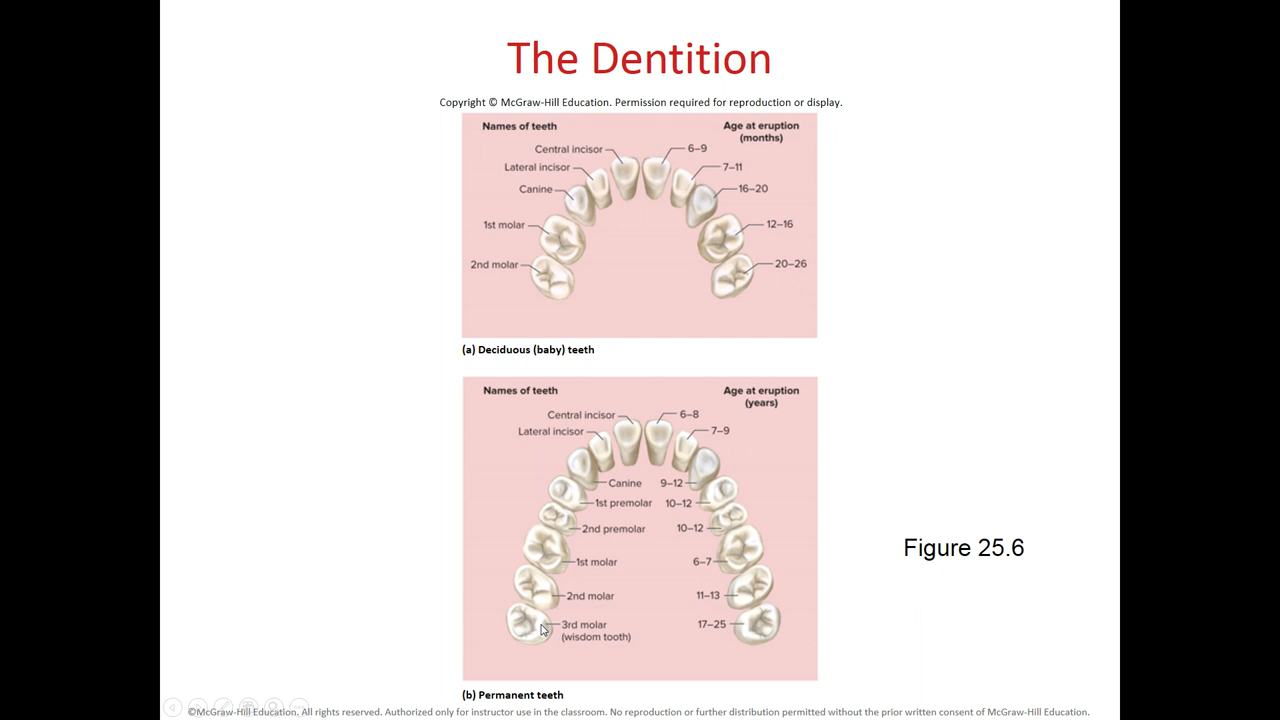 The Dentition
Copyright © McGraw-Hill Education. Permission required for reproduction or display.
Names of teeth
Age at eruption
(months)
Central incisor
6–9
Lateral incisor
7–11
Canine
16–20
1st molar
12–16
2nd molar
20–26
(a) Deciduous (baby) teeth
Names of teeth
Age at eruption
(years)
Central incisor
6–8
Lateral incisor
7–9
Canine
9–12
1st premolar
10–12
2nd premolar
10–12
1st molar
6–7
2nd molar
11–13
3rd molar
(wisdom tooth)
17–25
Figure 25.6
(b) Permanent teeth
©McGraw-Hill Education. All rights reserved. Authorized only for instructor use in the classroom. No reproduction or further distribution permitted without the prior written consent of McGraw-Hill Education.